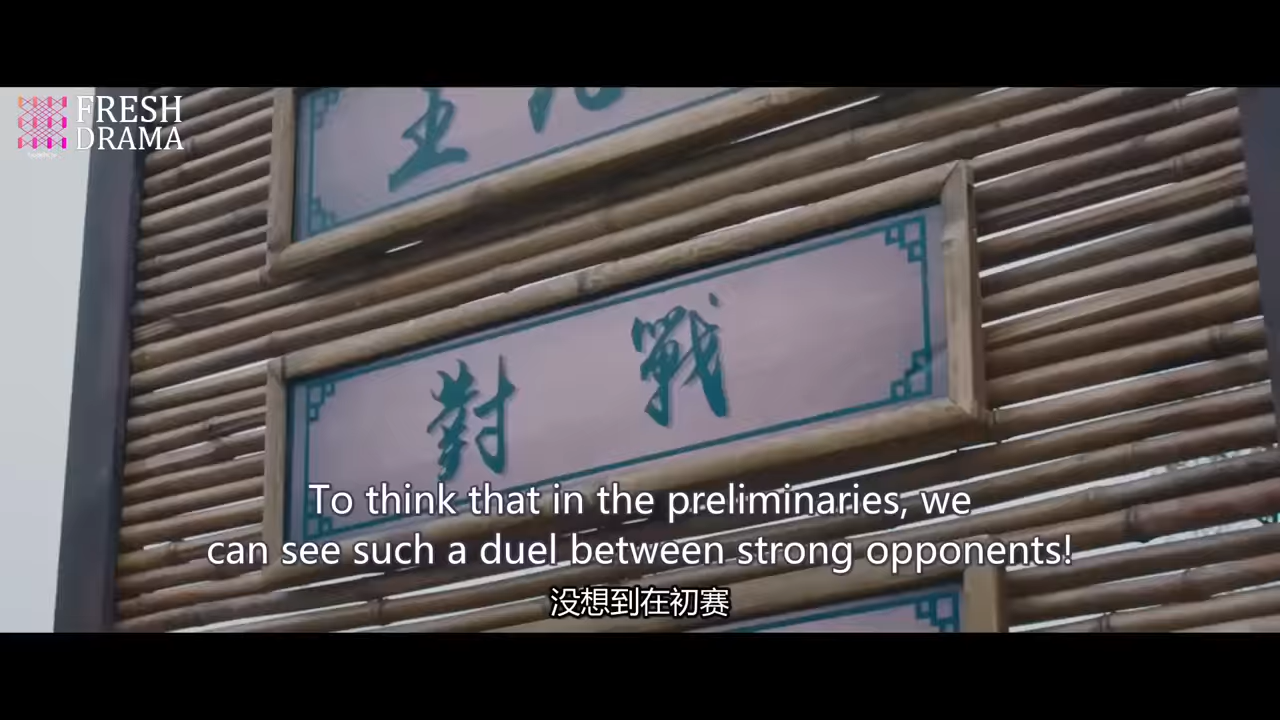 FRESH
DRAMA
王
對 戰
To think that in the preliminaries, we
can see such a duel between strong opponents!
没想到在初赛